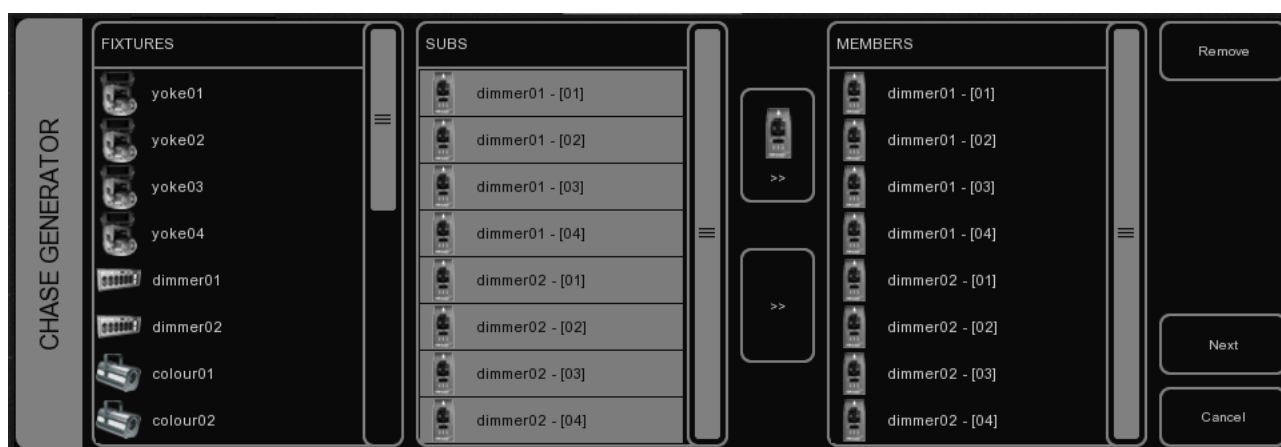 CHASE GENERATOR
FIXTURES
yoke01
yoke02
yoke03
yoke04
dimmer01
dimmer02
colour01
colour02
SUBS
dimmer01 - [01]
dimmer01 - [02]
dimmer01 - [03]
dimmer01 - [04]
dimmer02 - [01]
dimmer02 - [02]
dimmer02 - [03]
dimmer02 - [04]
>>
>>
MEMBERS
dimmer01 - [01]
dimmer01 - [02]
dimmer01 - [03]
dimmer01 - [04]
dimmer02 - [01]
dimmer02 - [02]
dimmer02 - [03]
dimmer02 - [04]
Remove
Next
Cancel